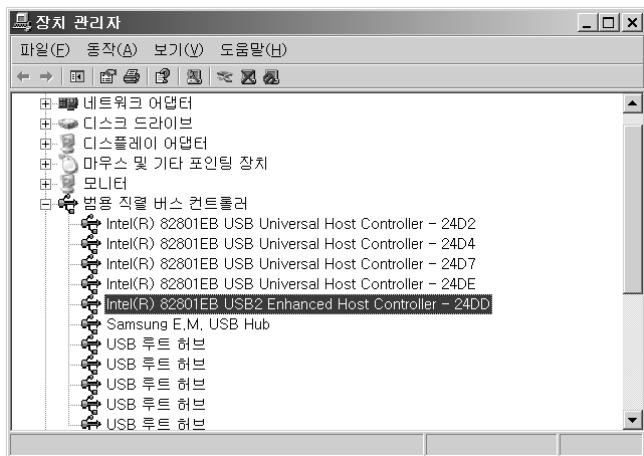 장치 관리자
파일(F) 동작(A) 보기(V) 도움말(H)
네트워크 어댑터
디스크 드라이브
디스플레이 어댑터
마우스 및 기타 포인팅 장치
모니터
범용 직렬 버스 컨트롤러
Intel(R) 82801EB USB Universal Host Controller - 24D2
Intel(R) 82801EB USB Universal Host Controller - 24D4
Intel(R) 82801EB USB Universal Host Controller - 24D7
Intel(R) 82801EB USB Universal Host Controller - 24DE
Intel(R) 82801EB USB2 Enhanced Host Controller - 24DD
Samsung E.M. USB Hub
USB 루트 허브
USB 루트 허브
USB 루트 허브
USB 루트 허브
USB 루트 허브